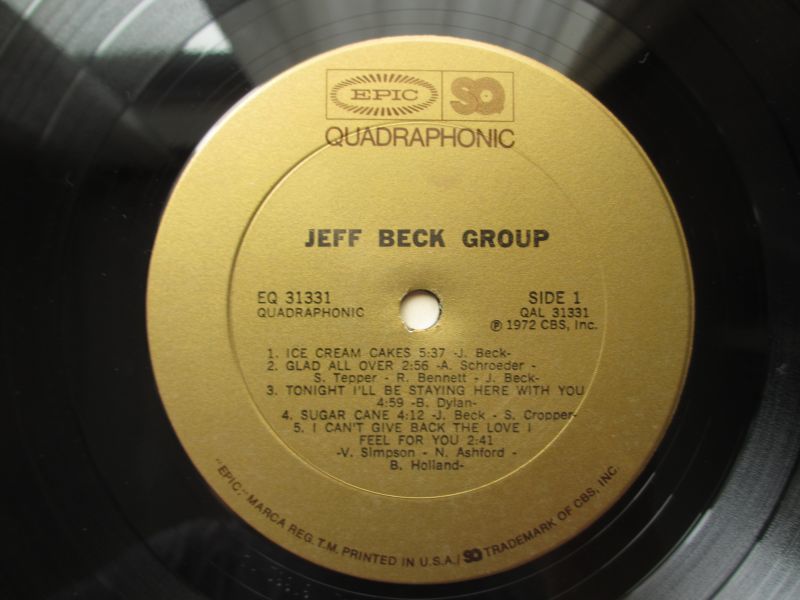 EPIC SQ
QUADRAPHONIC
JEFF BECK GROUP
EQ 31331
QUADRAPHONIC
SIDE 1
QAL 31331
℗ 1972 CBS, Inc.
1. ICE CREAM CAKES 5:37 -J. Beck-
2. GLAD ALL OVER 2:56 -A. Schroeder -
S. Tepper - R. Bennett - J. Beck-
3. TONIGHT I'LL BE STAYING HERE WITH YOU
4:59 -B. Dylan-
4. SUGAR CANE 4:12 -J. Beck - S. Cropper-
5. I CAN'T GIVE BACK THE LOVE I
FEEL FOR YOU 2:41
-V. Simpson - N. Ashford -
B. Holland-
"EPIC," MARCA REG. T.M. PRINTED IN U.S.A./ SQ TRADEMARK OF CBS, INC.